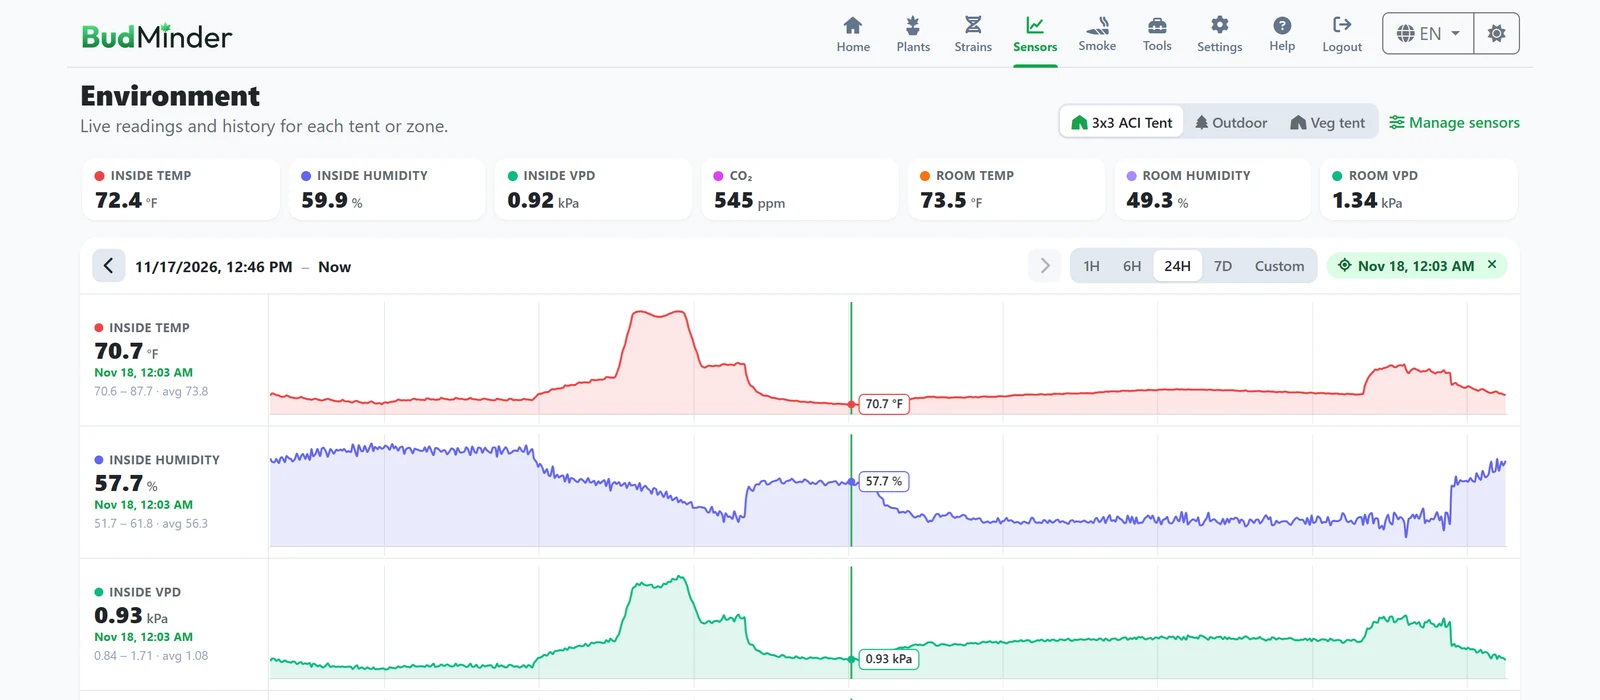 BudMinder
Home
Plants
Strains
Sensors
Smoke
Tools
Settings
Help
Logout
EN
Environment
Live readings and history for each tent or zone.
3x3 ACI Tent
Outdoor
Veg tent
Manage sensors
INSIDE TEMP
72.4 °F
INSIDE HUMIDITY
59.9 %
INSIDE VPD
0.92 kPa
CO₂
545 ppm
ROOM TEMP
73.5 °F
ROOM HUMIDITY
49.3 %
ROOM VPD
1.34 kPa
11/17/2026, 12:46 PM – Now
1H
6H
24H
7D
Custom
Nov 18, 12:03 AM ×
INSIDE TEMP
70.7 °F
Nov 18, 12:03 AM
70.6 – 87.7 · avg 73.8
70.7 °F
INSIDE HUMIDITY
57.7 %
Nov 18, 12:03 AM
51.7 – 61.8 · avg 56.3
57.7 %
INSIDE VPD
0.93 kPa
Nov 18, 12:03 AM
0.84 – 1.71 · avg 1.08
0.93 kPa